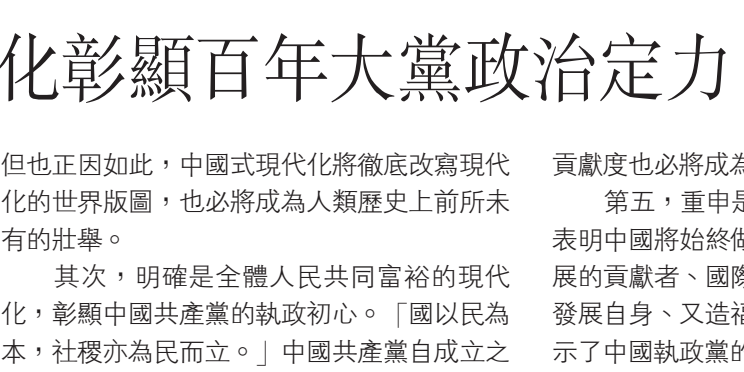 化彰顯百年大黨政治定力
但也正因如此，中國式現代化將徹底改寫現代
化的世界版圖，也必將成為人類歷史上前所未
有的壯舉。
其次，明確是全體人民共同富裕的現代
化，彰顯中國共產黨的執政初心。「國以民為
本，社稷亦為民而立。」中國共產黨自成立之
貢獻度也必將成為
第五，重申是
表明中國將始終做
展的貢獻者、國際
發展自身、又造福
示了中國執政黨的